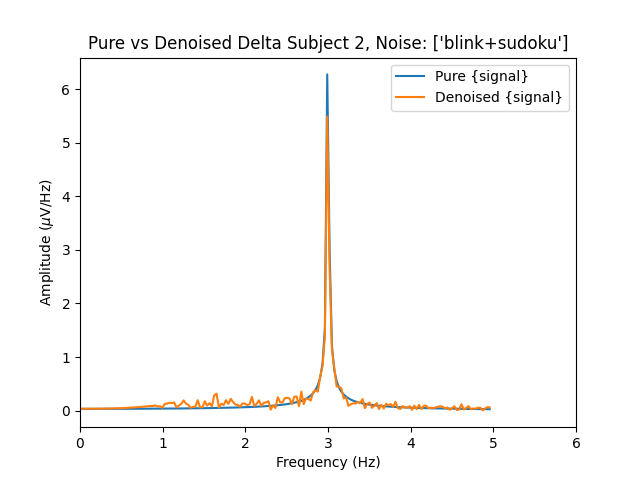 Pure vs Denoised Delta Subject 2, Noise: ['blink+sudoku']
Pure {signal}
Denoised {signal}
Amplitude (μV/Hz)
6
5
4
3
2
1
0
0 1 2 3 4 5 6
Frequency (Hz)